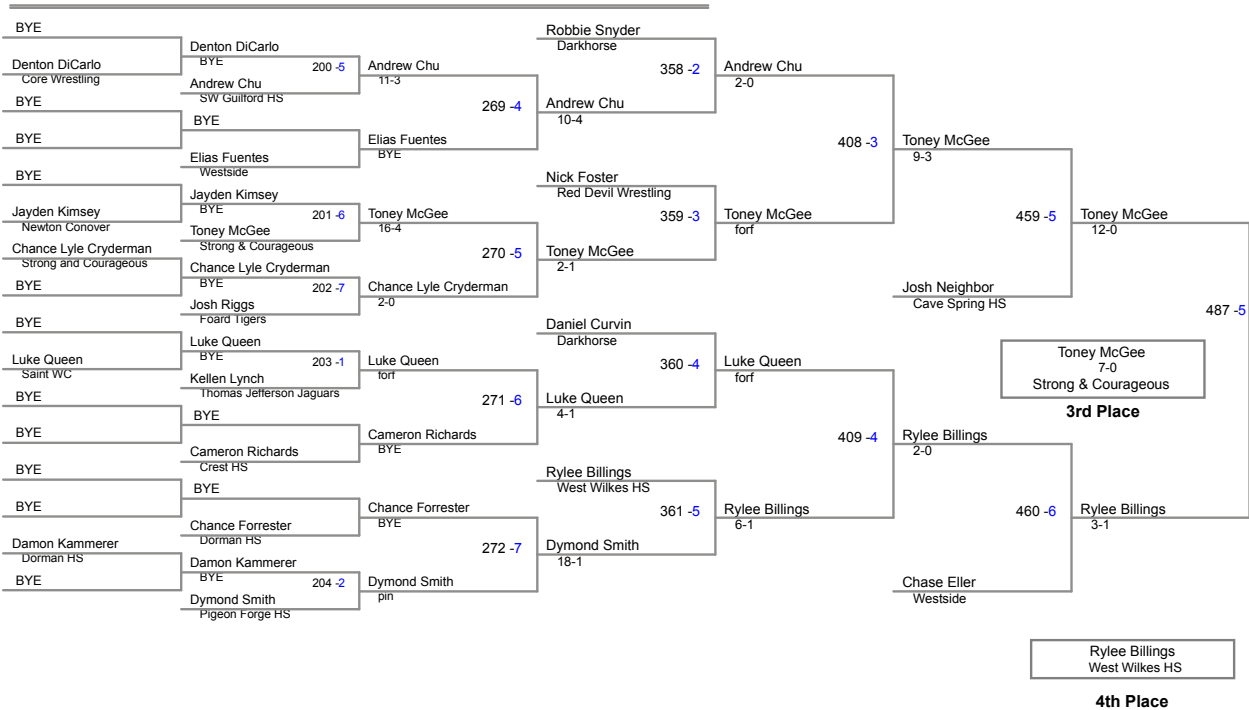 BYE
Denton DiCarlo
Core Wrestling
BYE
BYE
BYE
Jayden Kimsey
Newton Conover
Chance Lyle Cryderman
Strong and Courageous
BYE
BYE
Luke Queen
Saint WC
BYE
BYE
BYE
BYE
Damon Kammerer
Dorman HS
BYE
Denton DiCarlo
BYE
200 -5
Andrew Chu
SW Guilford HS
BYE
Elias Fuentes
Westside
Jayden Kimsey
BYE
201 -6
Toney McGee
Strong & Courageous
Chance Lyle Cryderman
BYE
202 -7
Josh Riggs
Foard Tigers
Luke Queen
BYE
203 -1
Kellen Lynch
Thomas Jefferson Jaguars
BYE
Cameron Richards
Crest HS
BYE
Chance Forrester
Dorman HS
Damon Kammerer
BYE
204 -2
Dymond Smith
Pigeon Forge HS
Andrew Chu
11-3
269 -4
Elias Fuentes
BYE
Toney McGee
16-4
270 -5
Chance Lyle Cryderman
2-0
Luke Queen
forf
271 -6
Cameron Richards
BYE
Chance Forrester
BYE
272 -7
Dymond Smith
pin
Robbie Snyder
Darkhorse
358 -2
Andrew Chu
10-4
Nick Foster
Red Devil Wrestling
359 -3
Toney McGee
2-1
Daniel Curvin
Darkhorse
360 -4
Luke Queen
4-1
Rylee Billings
West Wilkes HS
361 -5
Dymond Smith
18-1
Andrew Chu
2-0
408 -3
Toney McGee
forf
Luke Queen
forf
409 -4
Rylee Billings
6-1
Toney McGee
9-3
459 -5
Josh Neighbor
Cave Spring HS
Rylee Billings
2-0
460 -6
Chase Eller
Westside
Toney McGee
12-0
487 -5
Rylee Billings
3-1
Toney McGee
7-0
Strong & Courageous
3rd Place
Rylee Billings
West Wilkes HS
4th Place